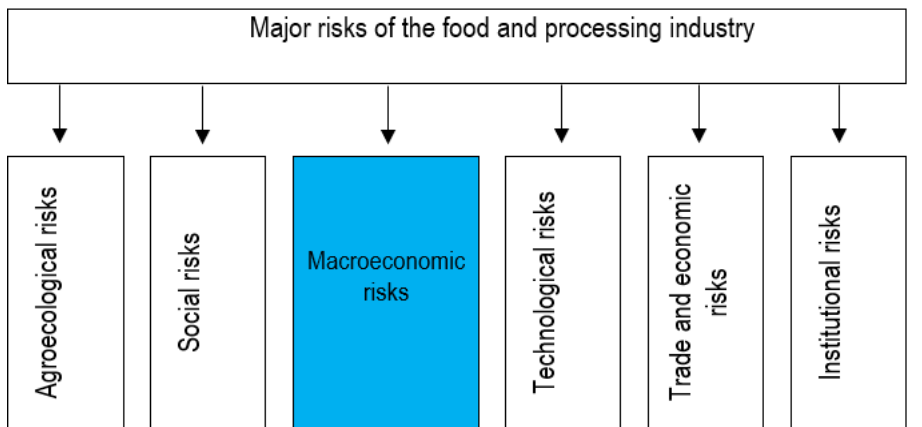 Major risks of the food and processing industry
Agroecological risks
Social risks
Macroeconomic
risks
Technological risks
Trade and economic
risks
Institutional risks